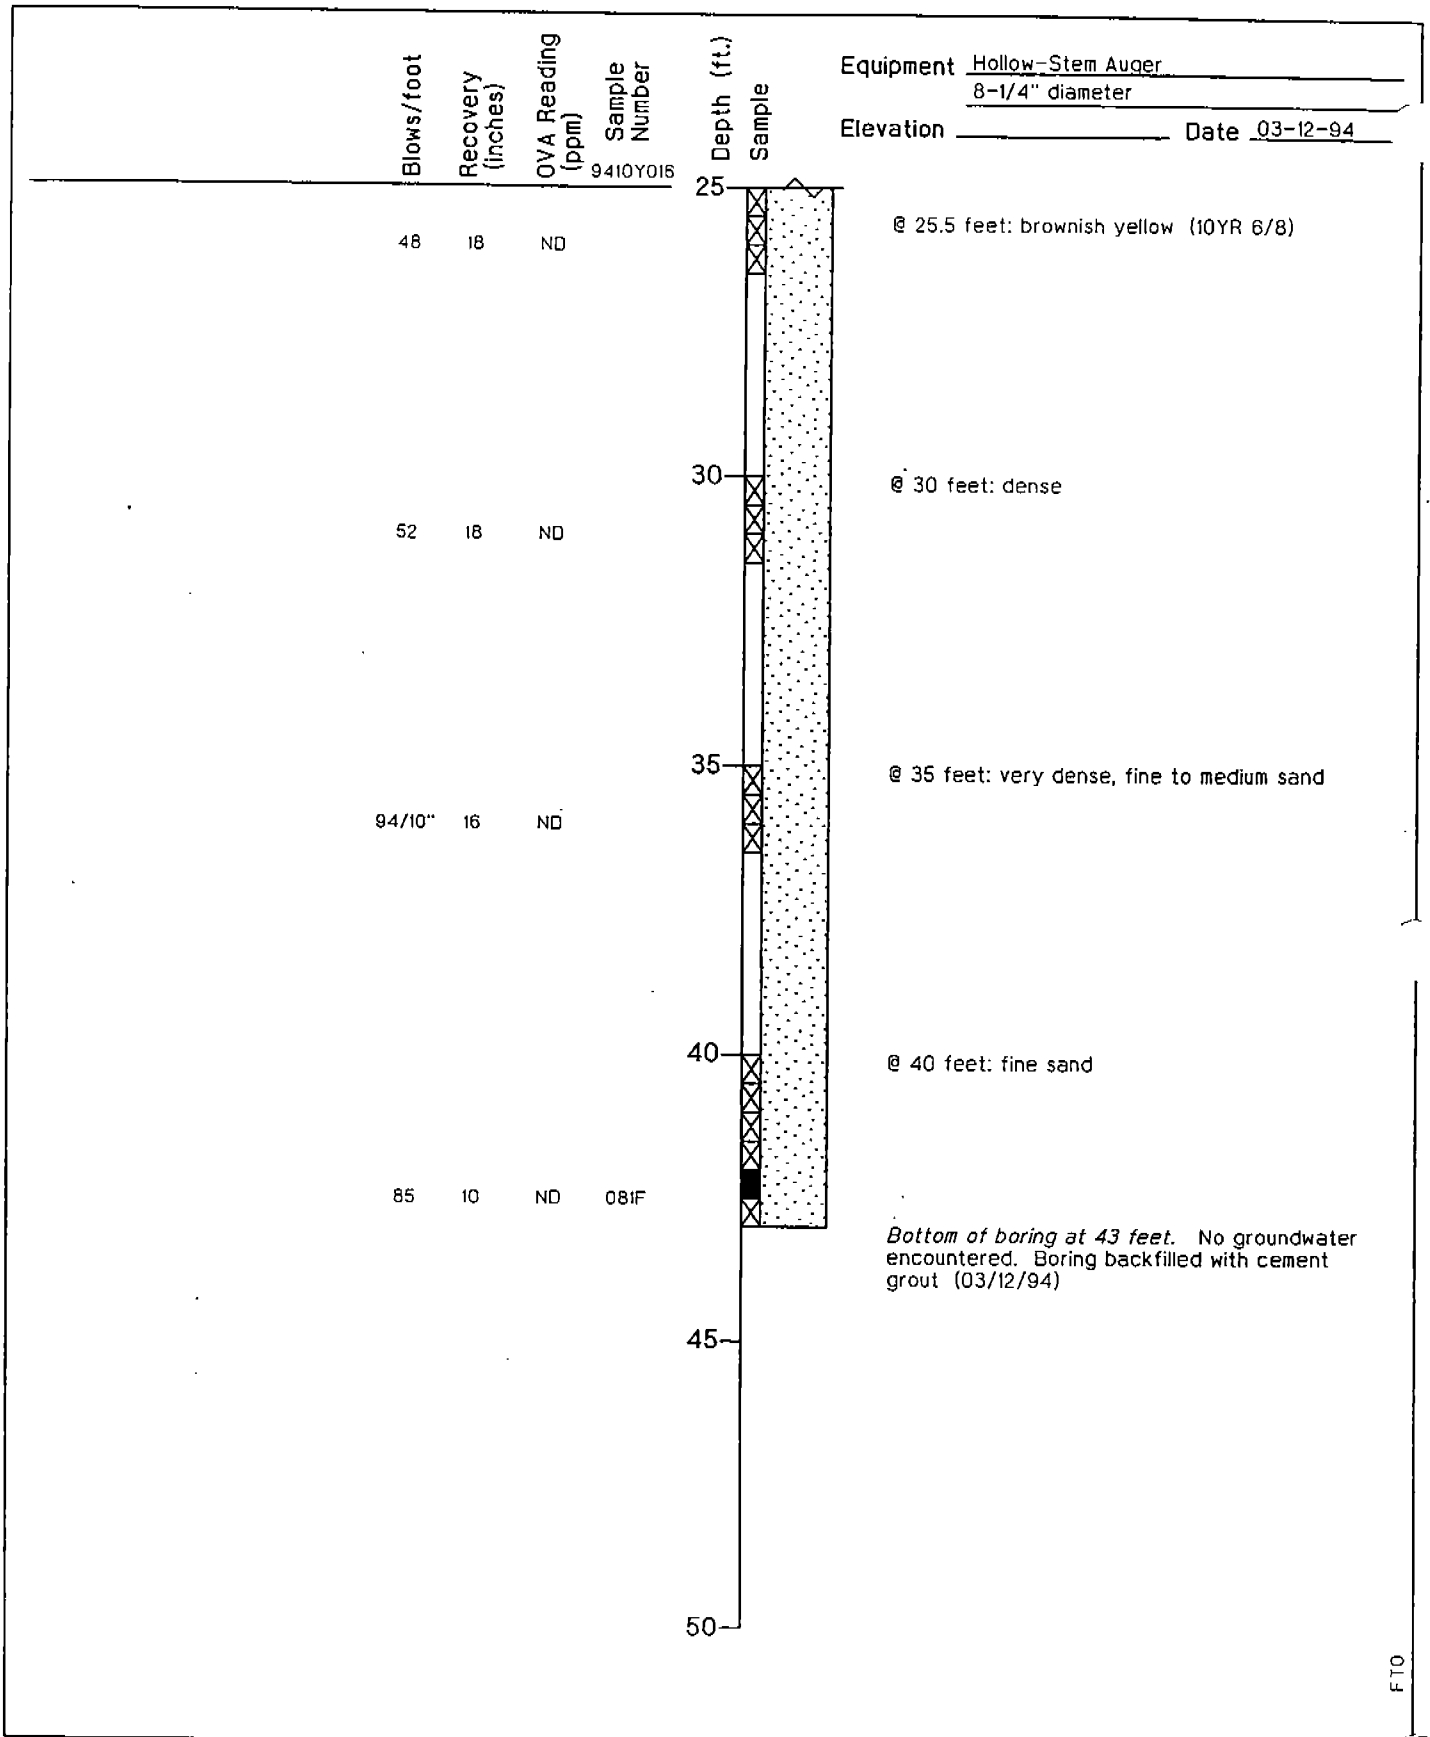 Blows/foot
Recovery
(inches)
OVA Reading
(ppm)
Sample
Number
9410Y016
Depth (ft.)
Sample
Equipment Hollow-Stem Auger
8-1/4" diameter
Elevation Date 03-12-94
25
@ 25.5 feet: brownish yellow (10YR 6/8)
48 18 ND
30
@ 30 feet: dense
52 18 ND
35
@ 35 feet: very dense, fine to medium sand
94/10" 16 ND
40
@ 40 feet: fine sand
85 10 ND 081F
Bottom of boring at 43 feet. No groundwater
encountered. Boring backfilled with cement
grout (03/12/94)
45
50
FTO